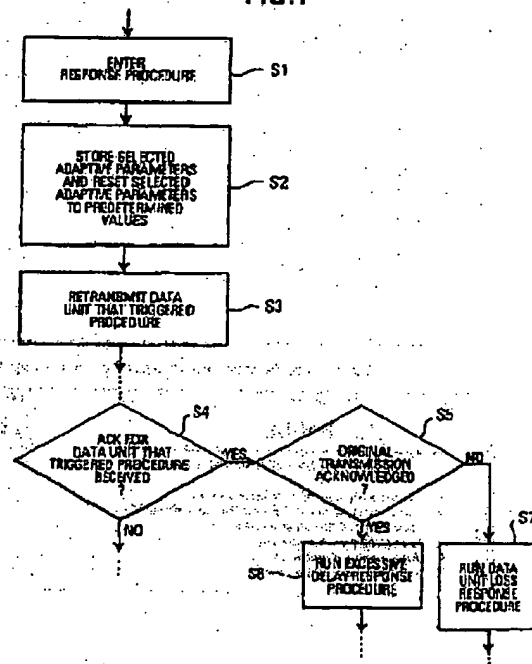 ENTER
RESPONSE PROCEDURE
S1
STORE SELECTED
ADAPTIVE PARAMETERS
AND RESET SELECTED
ADAPTIVE PARAMETERS
TO PREDETERMINED
VALUES
S2
RETRANSMIT DATA
UNIT THAT TRIGGERED
PROCEDURE
S3
S4
ACK FOR
DATA UNIT THAT
TRIGGERED PROCEDURE
RECEIVED
?
YES
NO
S5
ORIGINAL
TRANSMISSION
ACKNOWLEDGED
?
NO
YES
S6
RUN EXCESSIVE
DELAY RESPONSE
PROCEDURE
S7
RUN DATA
UNIT LOSS
RESPONSE
PROCEDURE